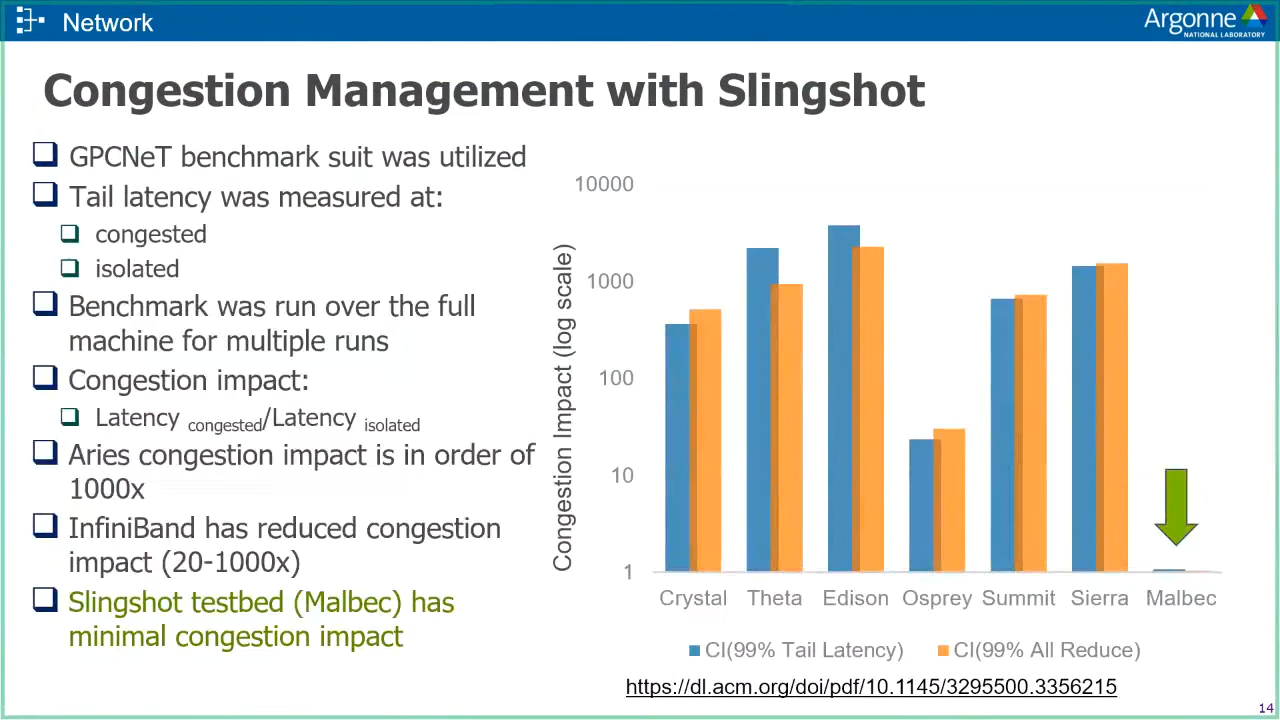 Network
Argonne
NATIONAL LABORATORY
Congestion Management with Slingshot
GPCNeT benchmark suit was utilized
Tail latency was measured at:
congested
isolated
Benchmark was run over the full
machine for multiple runs
Congestion impact:
Latency congested/Latency isolated
Aries congestion impact is in order of
1000x
InfiniBand has reduced congestion
impact (20-1000x)
Slingshot testbed (Malbec) has
minimal congestion impact
Congestion Impact (log scale)
10000
1000
100
10
1
Crystal Theta Edison Osprey Summit Sierra Malbec
CI(99% Tail Latency) CI(99% All Reduce)
https://dl.acm.org/doi/pdf/10.1145/3295500.3356215
14